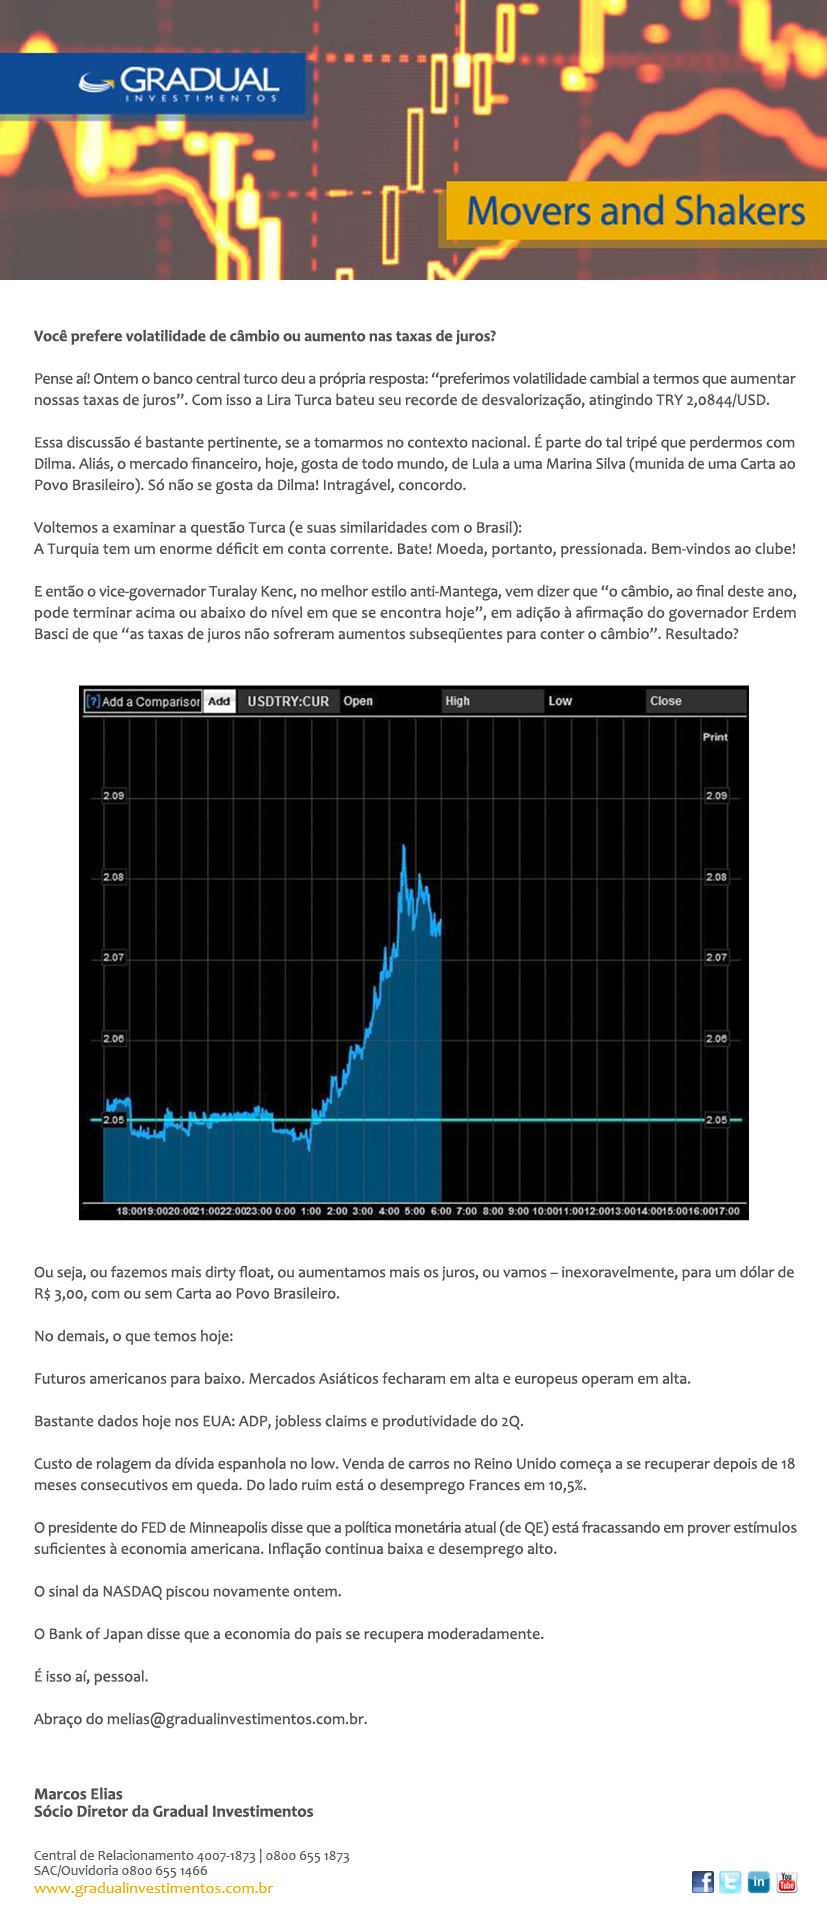 GRADUAL
INVESTIMENTOS
Movers and Shakers
Você prefere volatilidade de câmbio ou aumento nas taxas de juros?
Pense aí! Ontem o banco central turco deu a própria resposta: “preferimos volatilidade cambial a termos que aumentar
nossas taxas de juros”. Com isso a Lira Turca bateu seu recorde de desvalorização, atingindo TRY 2,0844/USD.
Essa discussão é bastante pertinente, se a tomarmos no contexto nacional. É parte do tal tripé que perdermos com
Dilma. Aliás, o mercado financeiro, hoje, gosta de todo mundo, de Lula a uma Marina Silva (munida de uma Carta ao
Povo Brasileiro). Só não se gosta da Dilma! Intragável, concordo.
Voltemos a examinar a questão Turca (e suas similaridades com o Brasil):
A Turquia tem um enorme déficit em conta corrente. Bate! Moeda, portanto, pressionada. Bem-vindos ao clube!
E então o vice-governador Turalay Kenc, no melhor estilo anti-Mantega, vem dizer que “o câmbio, ao final deste ano,
pode terminar acima ou abaixo do nível em que se encontra hoje”, em adição à afirmação do governador Erdem
Basci de que “as taxas de juros não sofreram aumentos subseqüentes para conter o câmbio”. Resultado?
[?] Add a Comparisor Add USDTRY:CUR Open High Low Close
Print
2.09 2.09
2.08 2.08
2.07 2.07
2.06 2.06
2.05 2.05
18:00 19:00 20:00 21:00 22:00 23:00 0:00 1:00 2:00 3:00 4:00 5:00 6:00 7:00 8:00 9:00 10:00 11:00 12:00 13:00 14:00 15:00 16:00 17:00
Ou seja, ou fazemos mais dirty float, ou aumentamos mais os juros, ou vamos – inexoravelmente, para um dólar de
R$ 3,00, com ou sem Carta ao Povo Brasileiro.
No demais, o que temos hoje:
Futuros americanos para baixo. Mercados Asiáticos fecharam em alta e europeus operam em alta.
Bastante dados hoje nos EUA: ADP, jobless claims e produtividade do 2Q.
Custo de rolagem da dívida espanhola no low. Venda de carros no Reino Unido começa a se recuperar depois de 18
meses consecutivos em queda. Do lado ruim está o desemprego Frances em 10,5%.
O presidente do FED de Minneapolis disse que a política monetária atual (de QE) está fracassando em prover estímulos
suficientes à economia americana. Inflação continua baixa e desemprego alto.
O sinal da NASDAQ piscou novamente ontem.
O Bank of Japan disse que a economia do pais se recupera moderadamente.
É isso aí, pessoal.
Abraço do melias@gradualinvestimentos.com.br.
Marcos Elias
Sócio Diretor da Gradual Investimentos
Central de Relacionamento 4007-1873 | 0800 655 1873
SAC/Ouvidoria 0800 655 1466
www.gradualinvestimentos.com.br
f t in You Tube